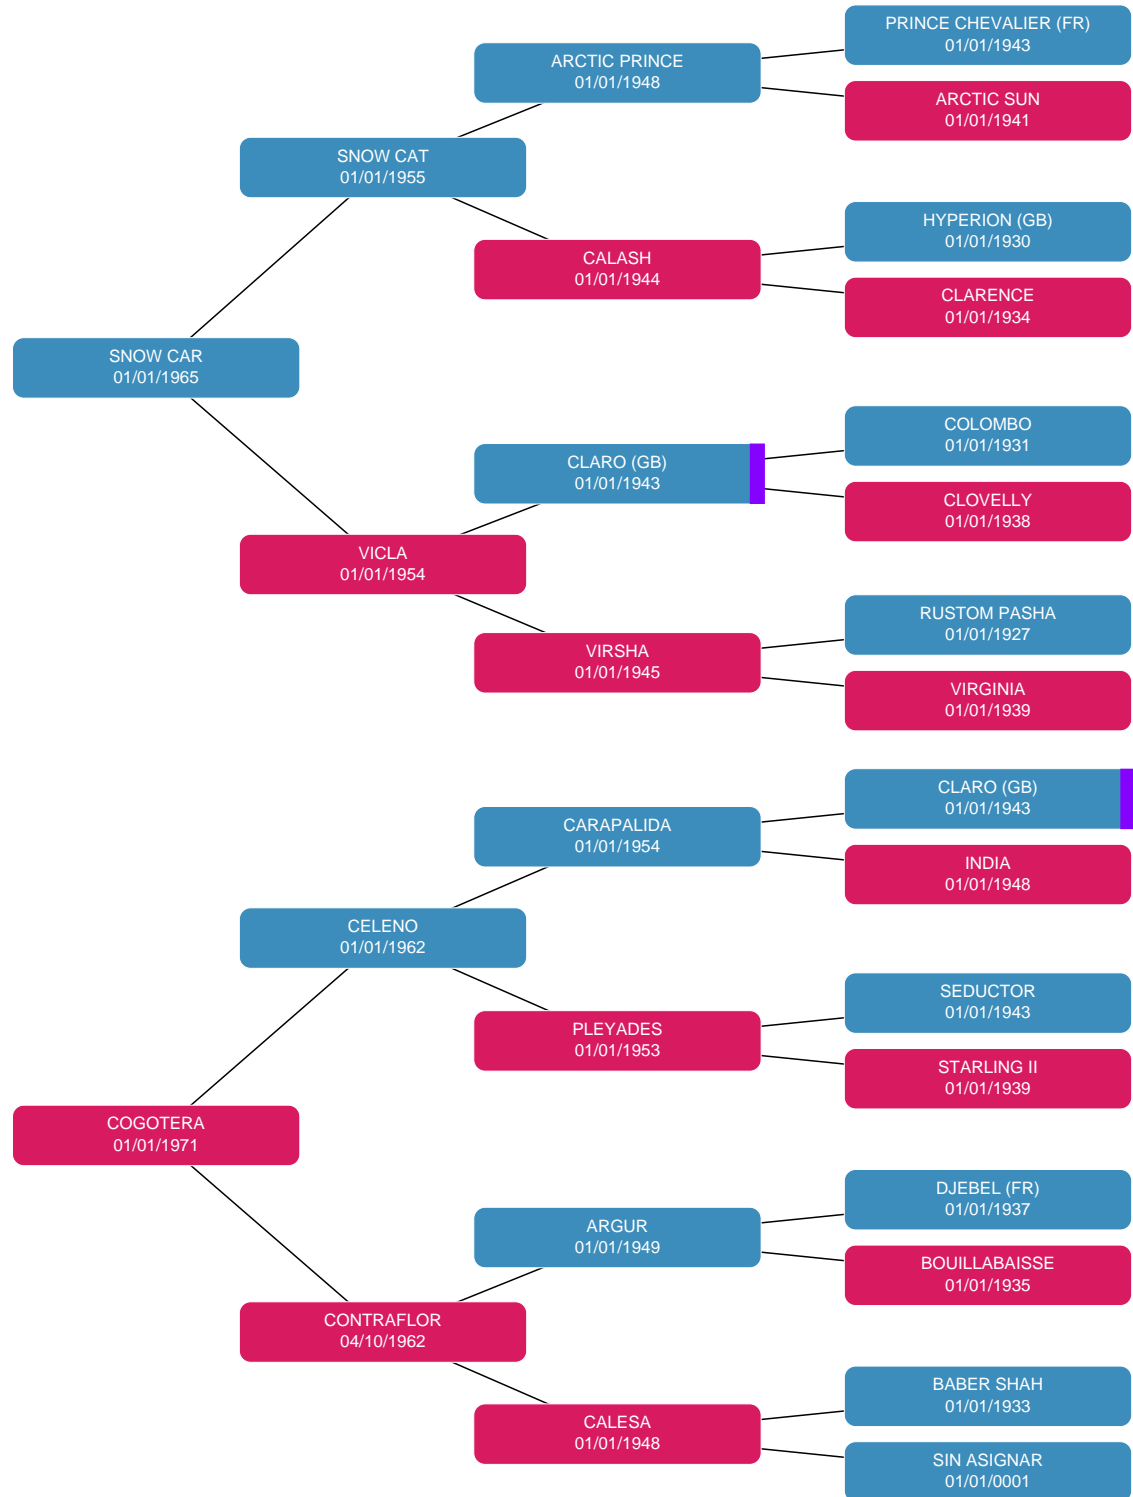 PRINCE CHEVALIER (FR)
01/01/1943
ARCTIC PRINCE
01/01/1948
ARCTIC SUN
01/01/1941
SNOW CAT
01/01/1955
HYPERION (GB)
01/01/1930
CALASH
01/01/1944
CLARENCE
01/01/1934
SNOW CAR
01/01/1965
COLOMBO
01/01/1931
CLARO (GB)
01/01/1943
CLOVELLY
01/01/1938
VICLA
01/01/1954
RUSTOM PASHA
01/01/1927
VIRSHA
01/01/1945
VIRGINIA
01/01/1939
CLARO (GB)
01/01/1943
CARAPALIDA
01/01/1954
INDIA
01/01/1948
CELENO
01/01/1962
SEDUCTOR
01/01/1943
PLEYADES
01/01/1953
STARLING II
01/01/1939
COGOTERA
01/01/1971
DJEBEL (FR)
01/01/1937
ARGUR
01/01/1949
BOUILLABAISSE
01/01/1935
CONTRAFLOR
04/10/1962
BABER SHAH
01/01/1933
CALESA
01/01/1948
SIN ASIGNAR
01/01/0001